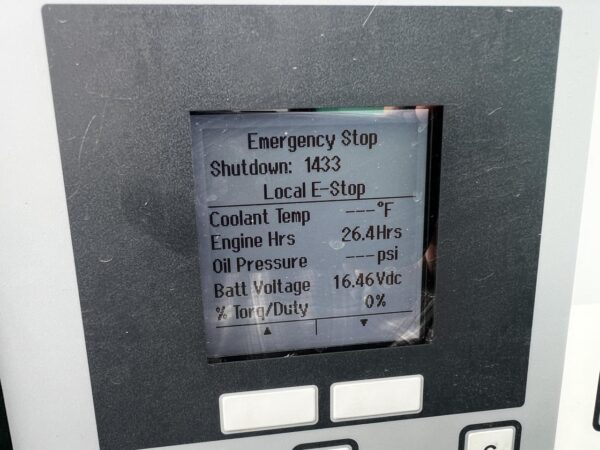 Emergency Stop
Shutdown: 1433
Local E-Stop
Coolant Temp ---°F
Engine Hrs 26.4Hrs
Oil Pressure ---psi
Batt Voltage 16.46Vdc
% Torq/Duty 0%
▲ ▼